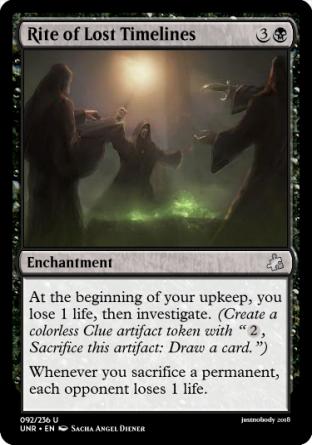 Rite of Lost Timelines 3
Enchantment
At the beginning of your upkeep, you
lose 1 life, then investigate. (Create a
colorless Clue artifact token with “2,
Sacrifice this artifact: Draw a card.”)
Whenever you sacrifice a permanent,
each opponent loses 1 life.
092/236 U
UNR • EN Sacha Angel Diener
justnobody 2018